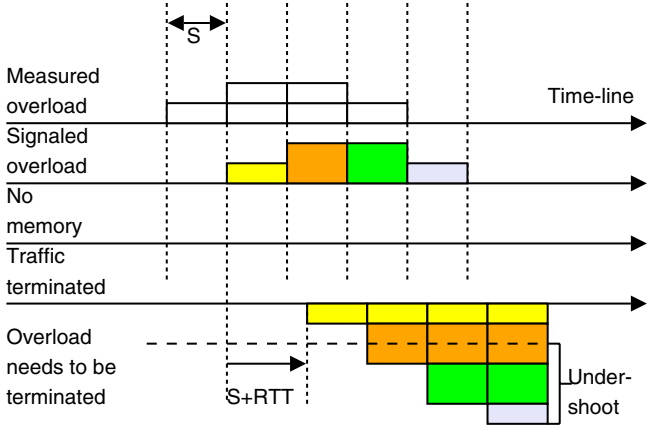 S
Measured
overload
Time-line
Signaled
overload
No
memory
Traffic
terminated
Overload
needs to be
terminated
S+RTT
Under-
shoot